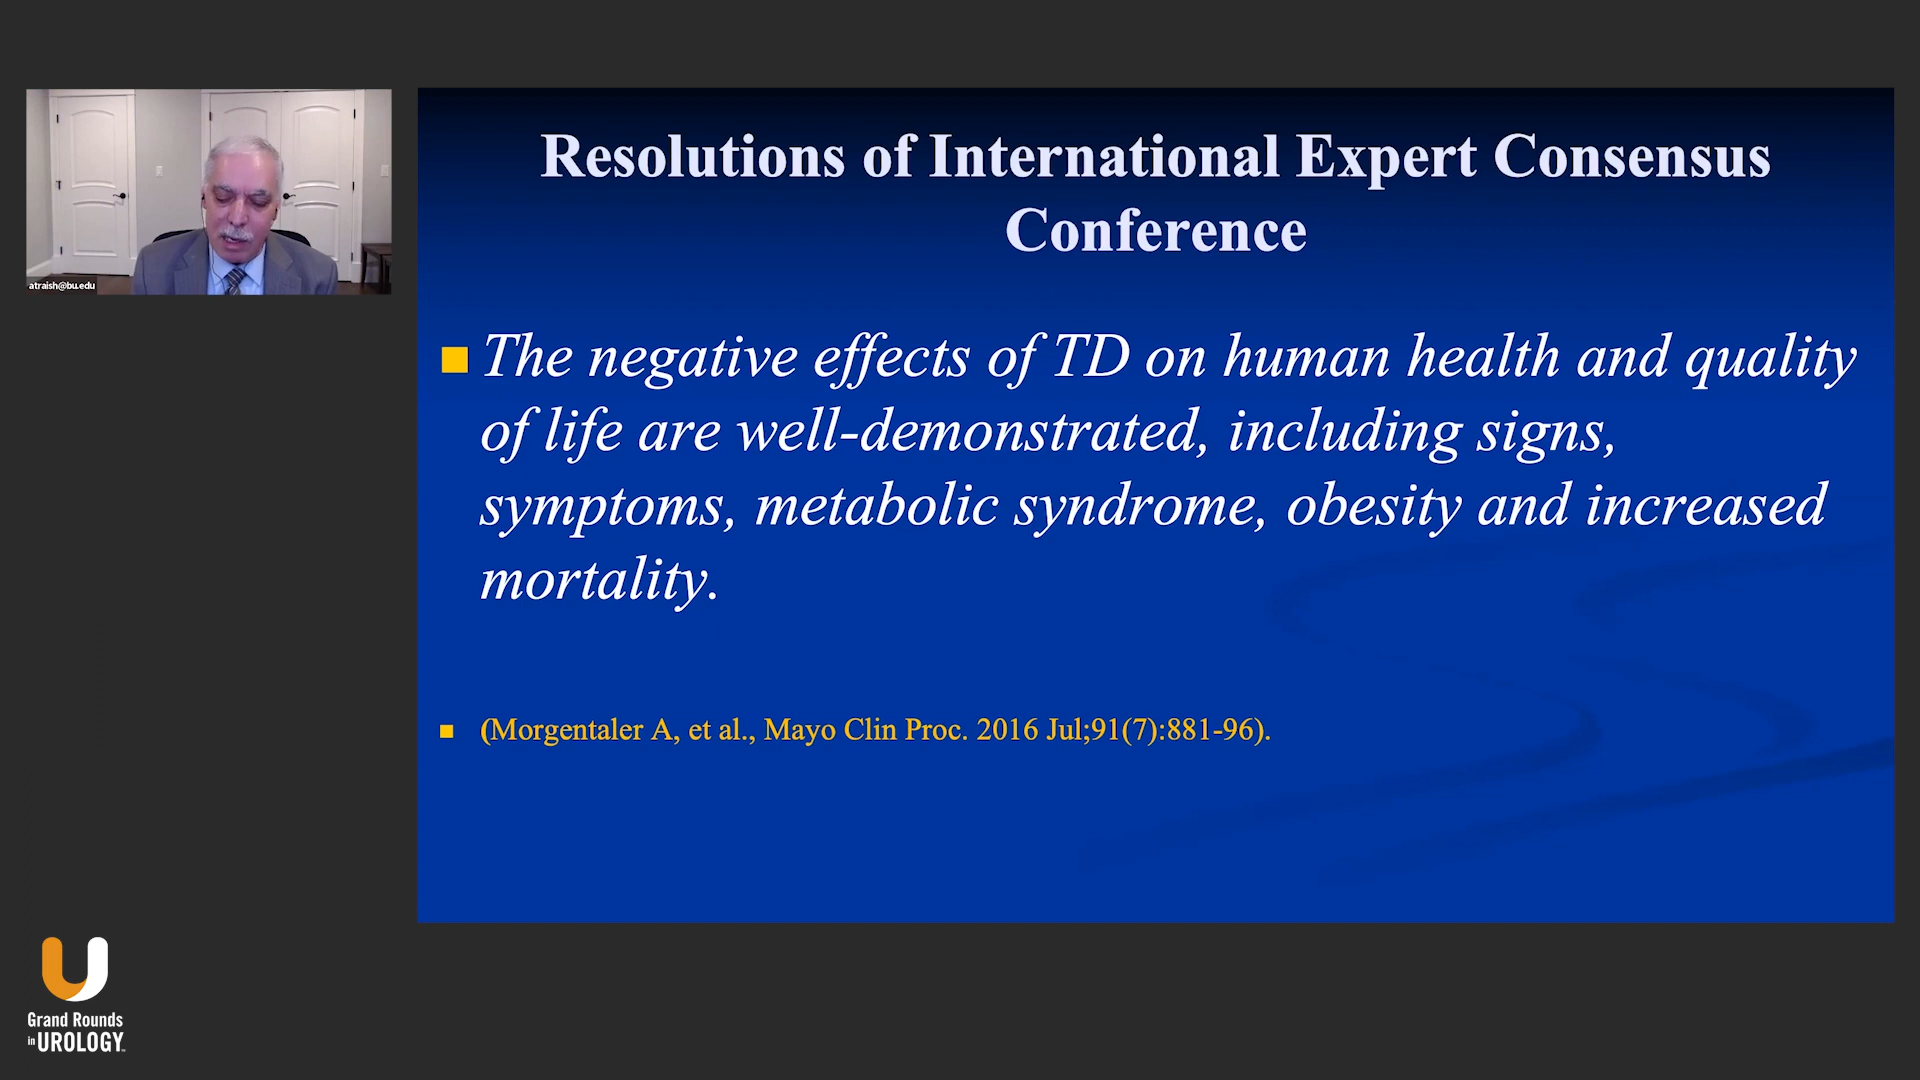 atraish@bu.edu
Resolutions of International Expert Consensus
Conference
The negative effects of TD on human health and quality
of life are well-demonstrated, including signs,
symptoms, metabolic syndrome, obesity and increased
mortality.
(Morgentaler A, et al., Mayo Clin Proc. 2016 Jul;91(7):881-96).
Grand Rounds
in UROLOGY